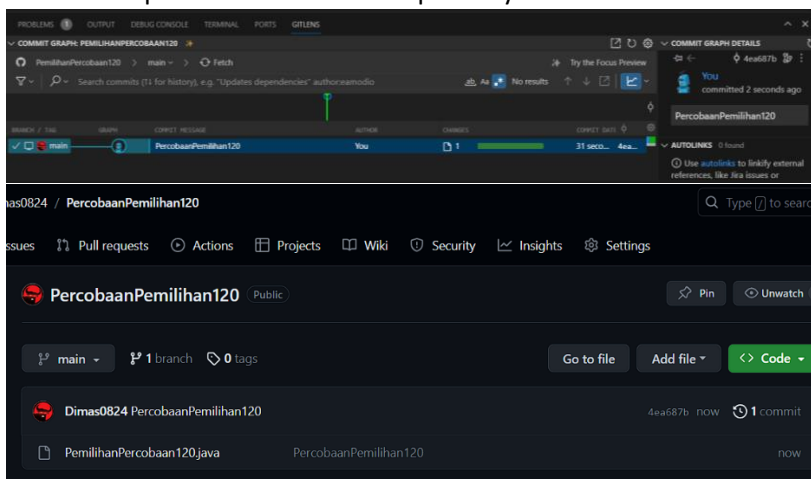 PROBLEMS 1 OUTPUT DEBUG CONSOLE TERMINAL PORTS GITLENS
COMMIT GRAPH: PEMILIHANPERCOBAAN120
COMMIT GRAPH DETAILS
PemilihanPercobaan120 > main > Fetch
Try the Focus Preview
4ea687b
Search commits (↑↓ for history), e.g. "Updates dependencies" author:eamodio
ab, Aa .* No results
You
committed 2 seconds ago
PercobaanPemilihan120
BRANCH / TAG GRAPH COMMIT MESSAGE AUTHOR CHANGES COMMIT DATE
main PercobaanPemilihan120 You 1 31 seco... 4ea...
AUTOLINKS 0 found
Use autolinks to linkify external
references, like Jira issues or
as0824 / PercobaanPemilihan120
Type / to searc
ssues Pull requests Actions Projects Wiki Security Insights Settings
PercobaanPemilihan120 Public
Pin Unwatch
main 1 branch 0 tags Go to file Add file Code
Dimas0824 PercobaanPemilihan120 4ea687b now 1 commit
PemilihanPercobaan120.java PercobaanPemilihan120 now